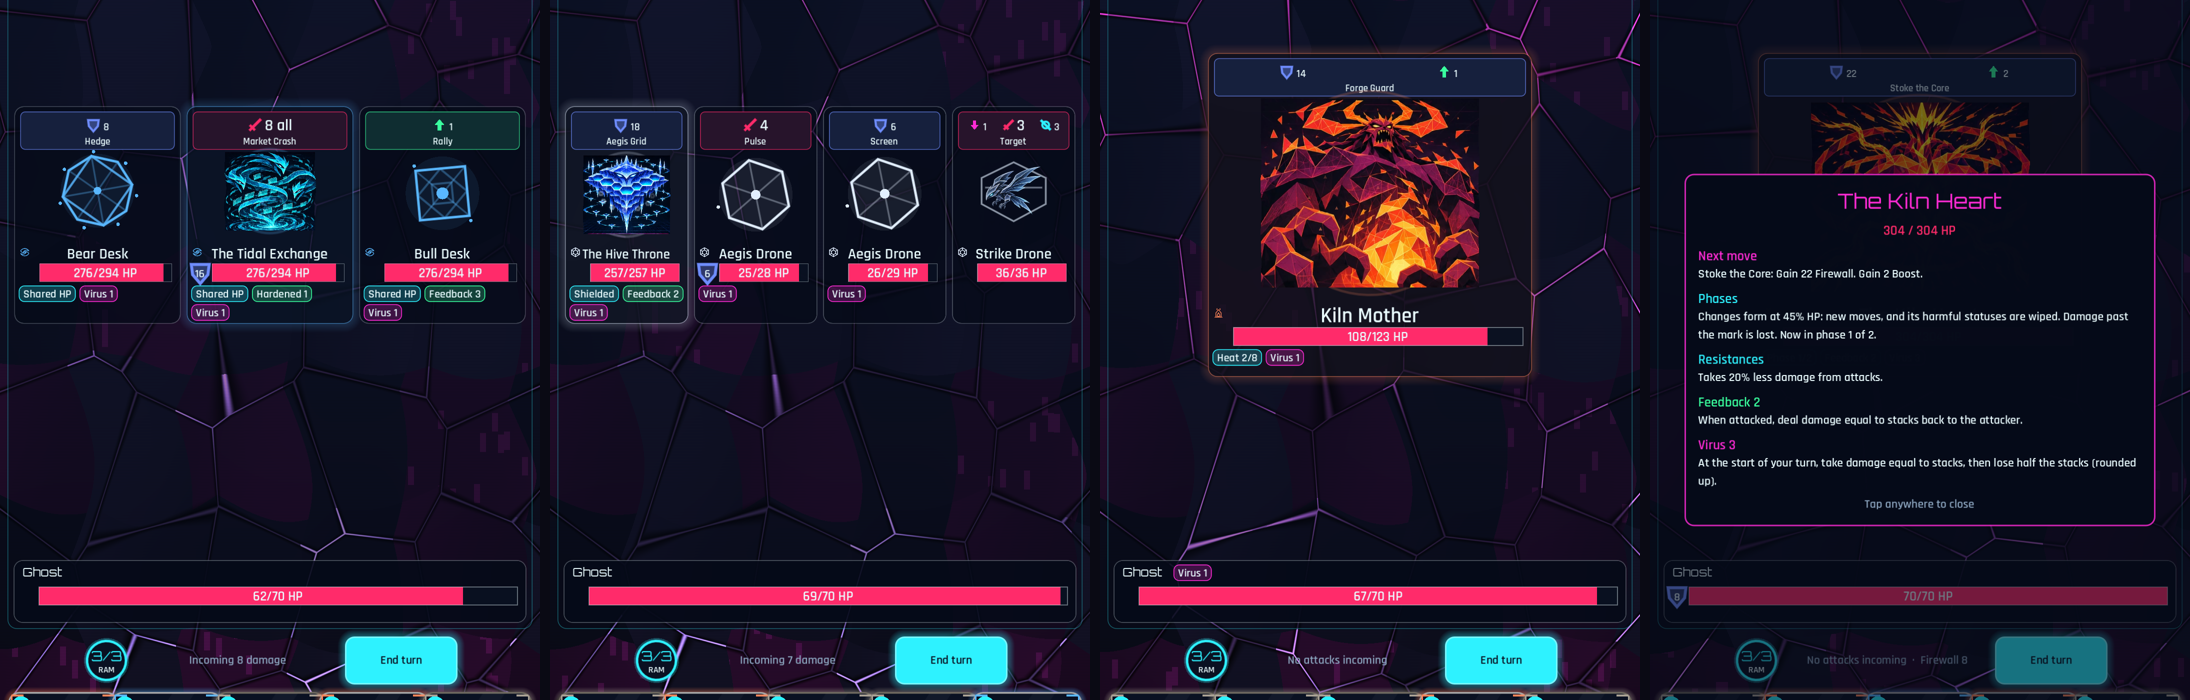 8
Hedge
8 all
Market Crash
1
Rally
Bear Desk
276/294 HP
Shared HP
Virus 1
The Tidal Exchange
16
276/294 HP
Shared HP
Hardened 1
Virus 1
Bull Desk
276/294 HP
Shared HP
Feedback 3
Virus 1
Ghost
62/70 HP
3/3
RAM
Incoming 8 damage
End turn
18
Aegis Grid
4
Pulse
6
Screen
1 3 3
Target
The Hive Throne
257/257 HP
Shielded
Feedback 2
Virus 1
Aegis Drone
6
25/28 HP
Virus 1
Aegis Drone
26/29 HP
Virus 1
Strike Drone
36/36 HP
Ghost
69/70 HP
3/3
RAM
Incoming 7 damage
End turn
14
1
Forge Guard
Kiln Mother
108/123 HP
Heat 2/8
Virus 1
Ghost
Virus 1
67/70 HP
3/3
RAM
No attacks incoming
End turn
22
2
Stoke the Core
The Kiln Heart
304 / 304 HP
Next move
Stoke the Core: Gain 22 Firewall. Gain 2 Boost.
Phases
Changes form at 45% HP: new moves, and its harmful statuses are wiped. Damage past
the mark is lost. Now in phase 1 of 2.
Resistances
Takes 20% less damage from attacks.
Feedback 2
When attacked, deal damage equal to stacks back to the attacker.
Virus 3
At the start of your turn, take damage equal to stacks, then lose half the stacks (rounded
up).
Tap anywhere to close
Ghost
8
70/70 HP
3/3
RAM
No attacks incoming · Firewall 8
End turn